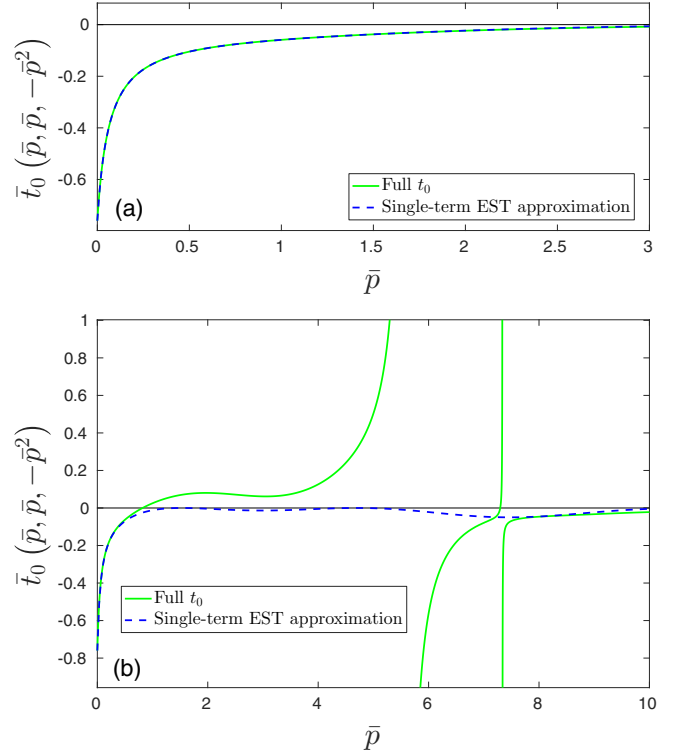 0
-0.2
-0.4
-0.6
t̄₀ (p̄, p̄, −p̄²)
Full t₀
Single-term EST approximation
(a)
0 0.5 1 1.5 2 2.5 3
p̄
1
0.8
0.6
0.4
0.2
0
-0.2
-0.4
-0.6
-0.8
t̄₀ (p̄, p̄, −p̄²)
Full t₀
Single-term EST approximation
(b)
0 2 4 6 8 10
p̄